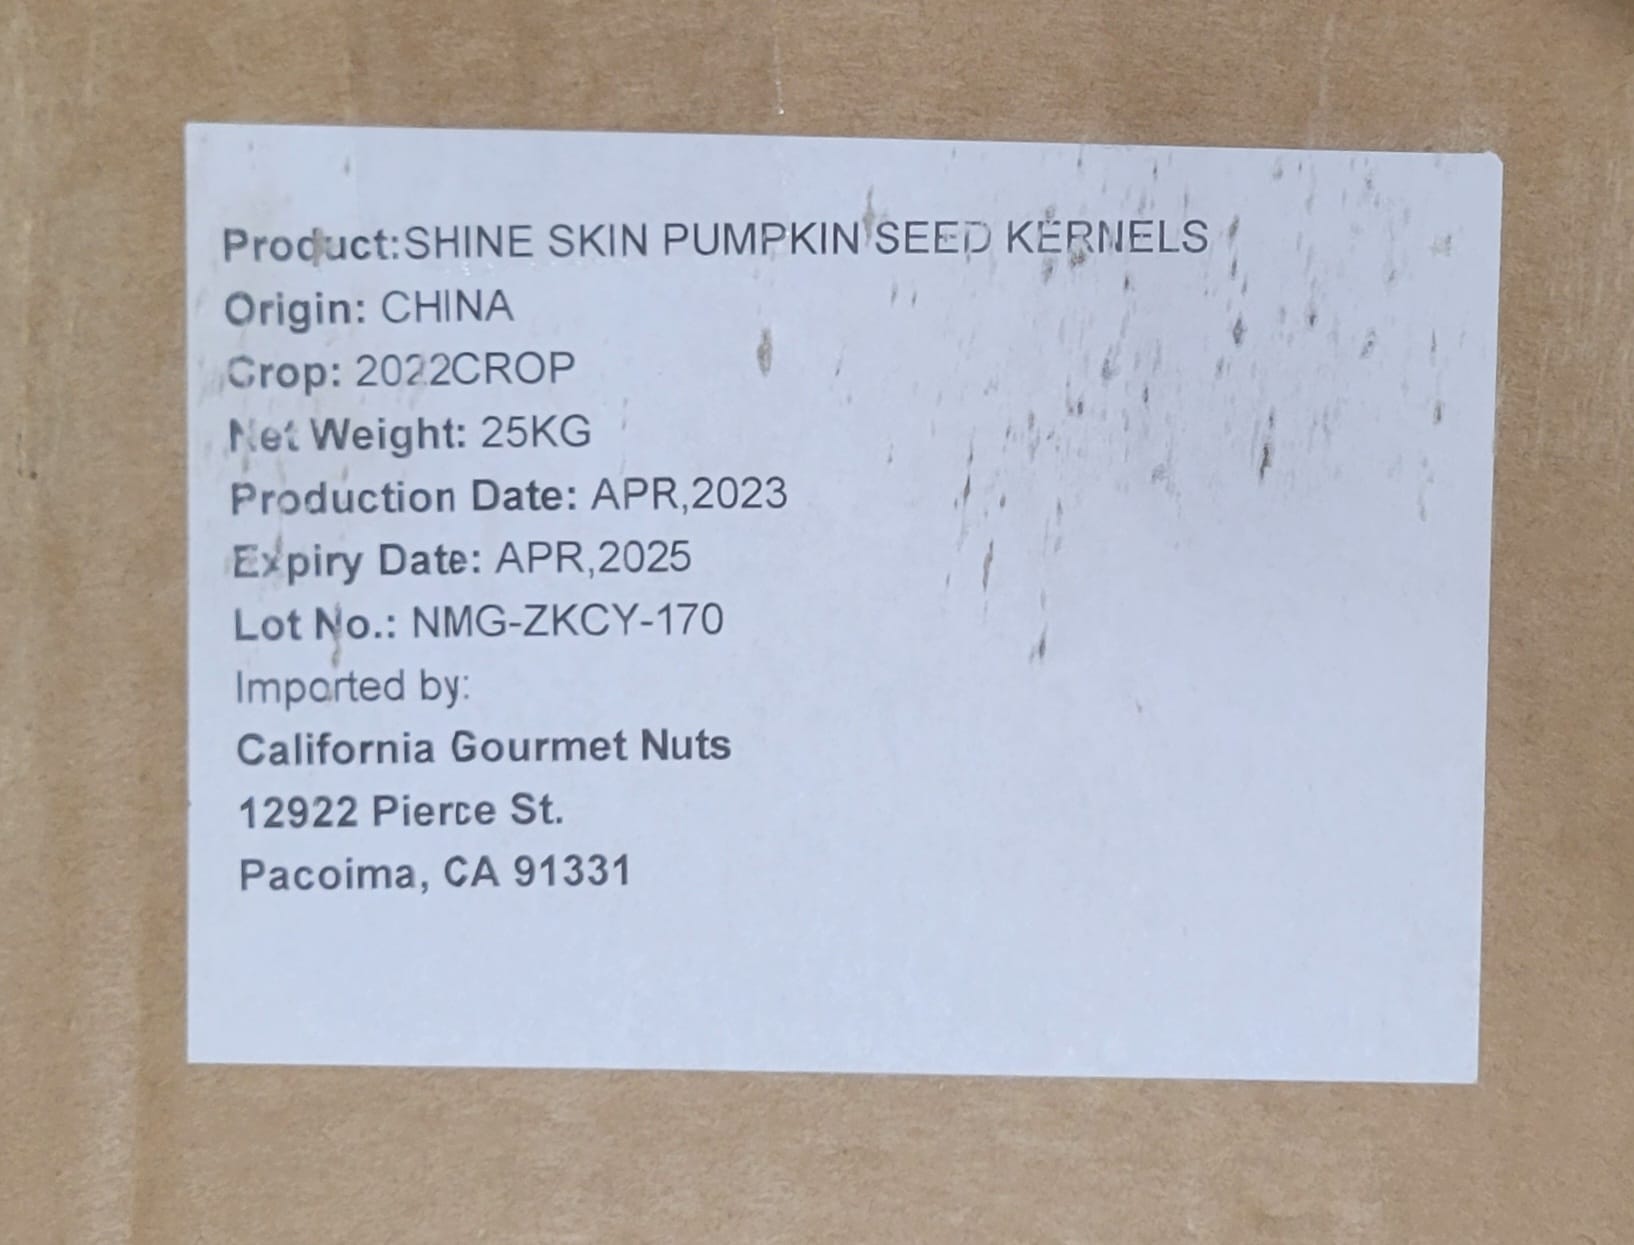 Product:SHINE SKIN PUMPKIN SEED KERNELS
Origin: CHINA
Crop: 2022CROP
Net Weight: 25KG
Production Date: APR,2023
Expiry Date: APR,2025
Lot No.: NMG-ZKCY-170
Imported by:
California Gourmet Nuts
12922 Pierce St.
Pacoima, CA 91331